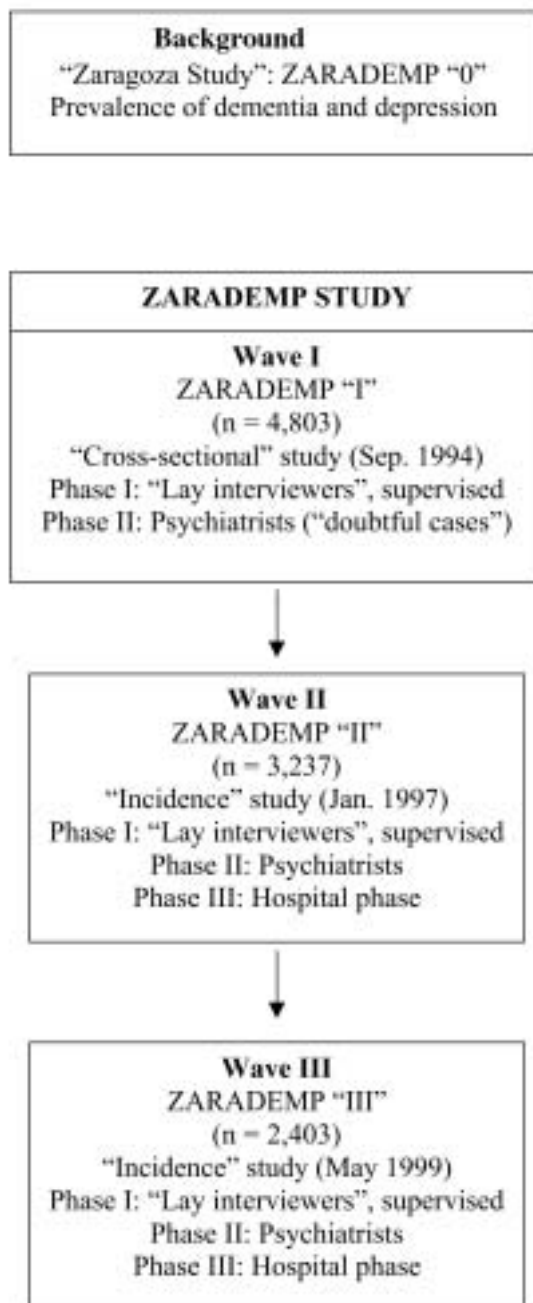 Background
“Zaragoza Study”: ZARADEMP “0”
Prevalence of dementia and depression
ZARADEMP STUDY
Wave I
ZARADEMP “I”
(n = 4,803)
“Cross-sectional” study (Sep. 1994)
Phase I: “Lay interviewers”, supervised
Phase II: Psychiatrists (“doubtful cases”)
Wave II
ZARADEMP “II”
(n = 3,237)
“Incidence” study (Jan. 1997)
Phase I: “Lay interviewers”, supervised
Phase II: Psychiatrists
Phase III: Hospital phase
Wave III
ZARADEMP “III”
(n = 2,403)
“Incidence” study (May 1999)
Phase I: “Lay interviewers”, supervised
Phase II: Psychiatrists
Phase III: Hospital phase